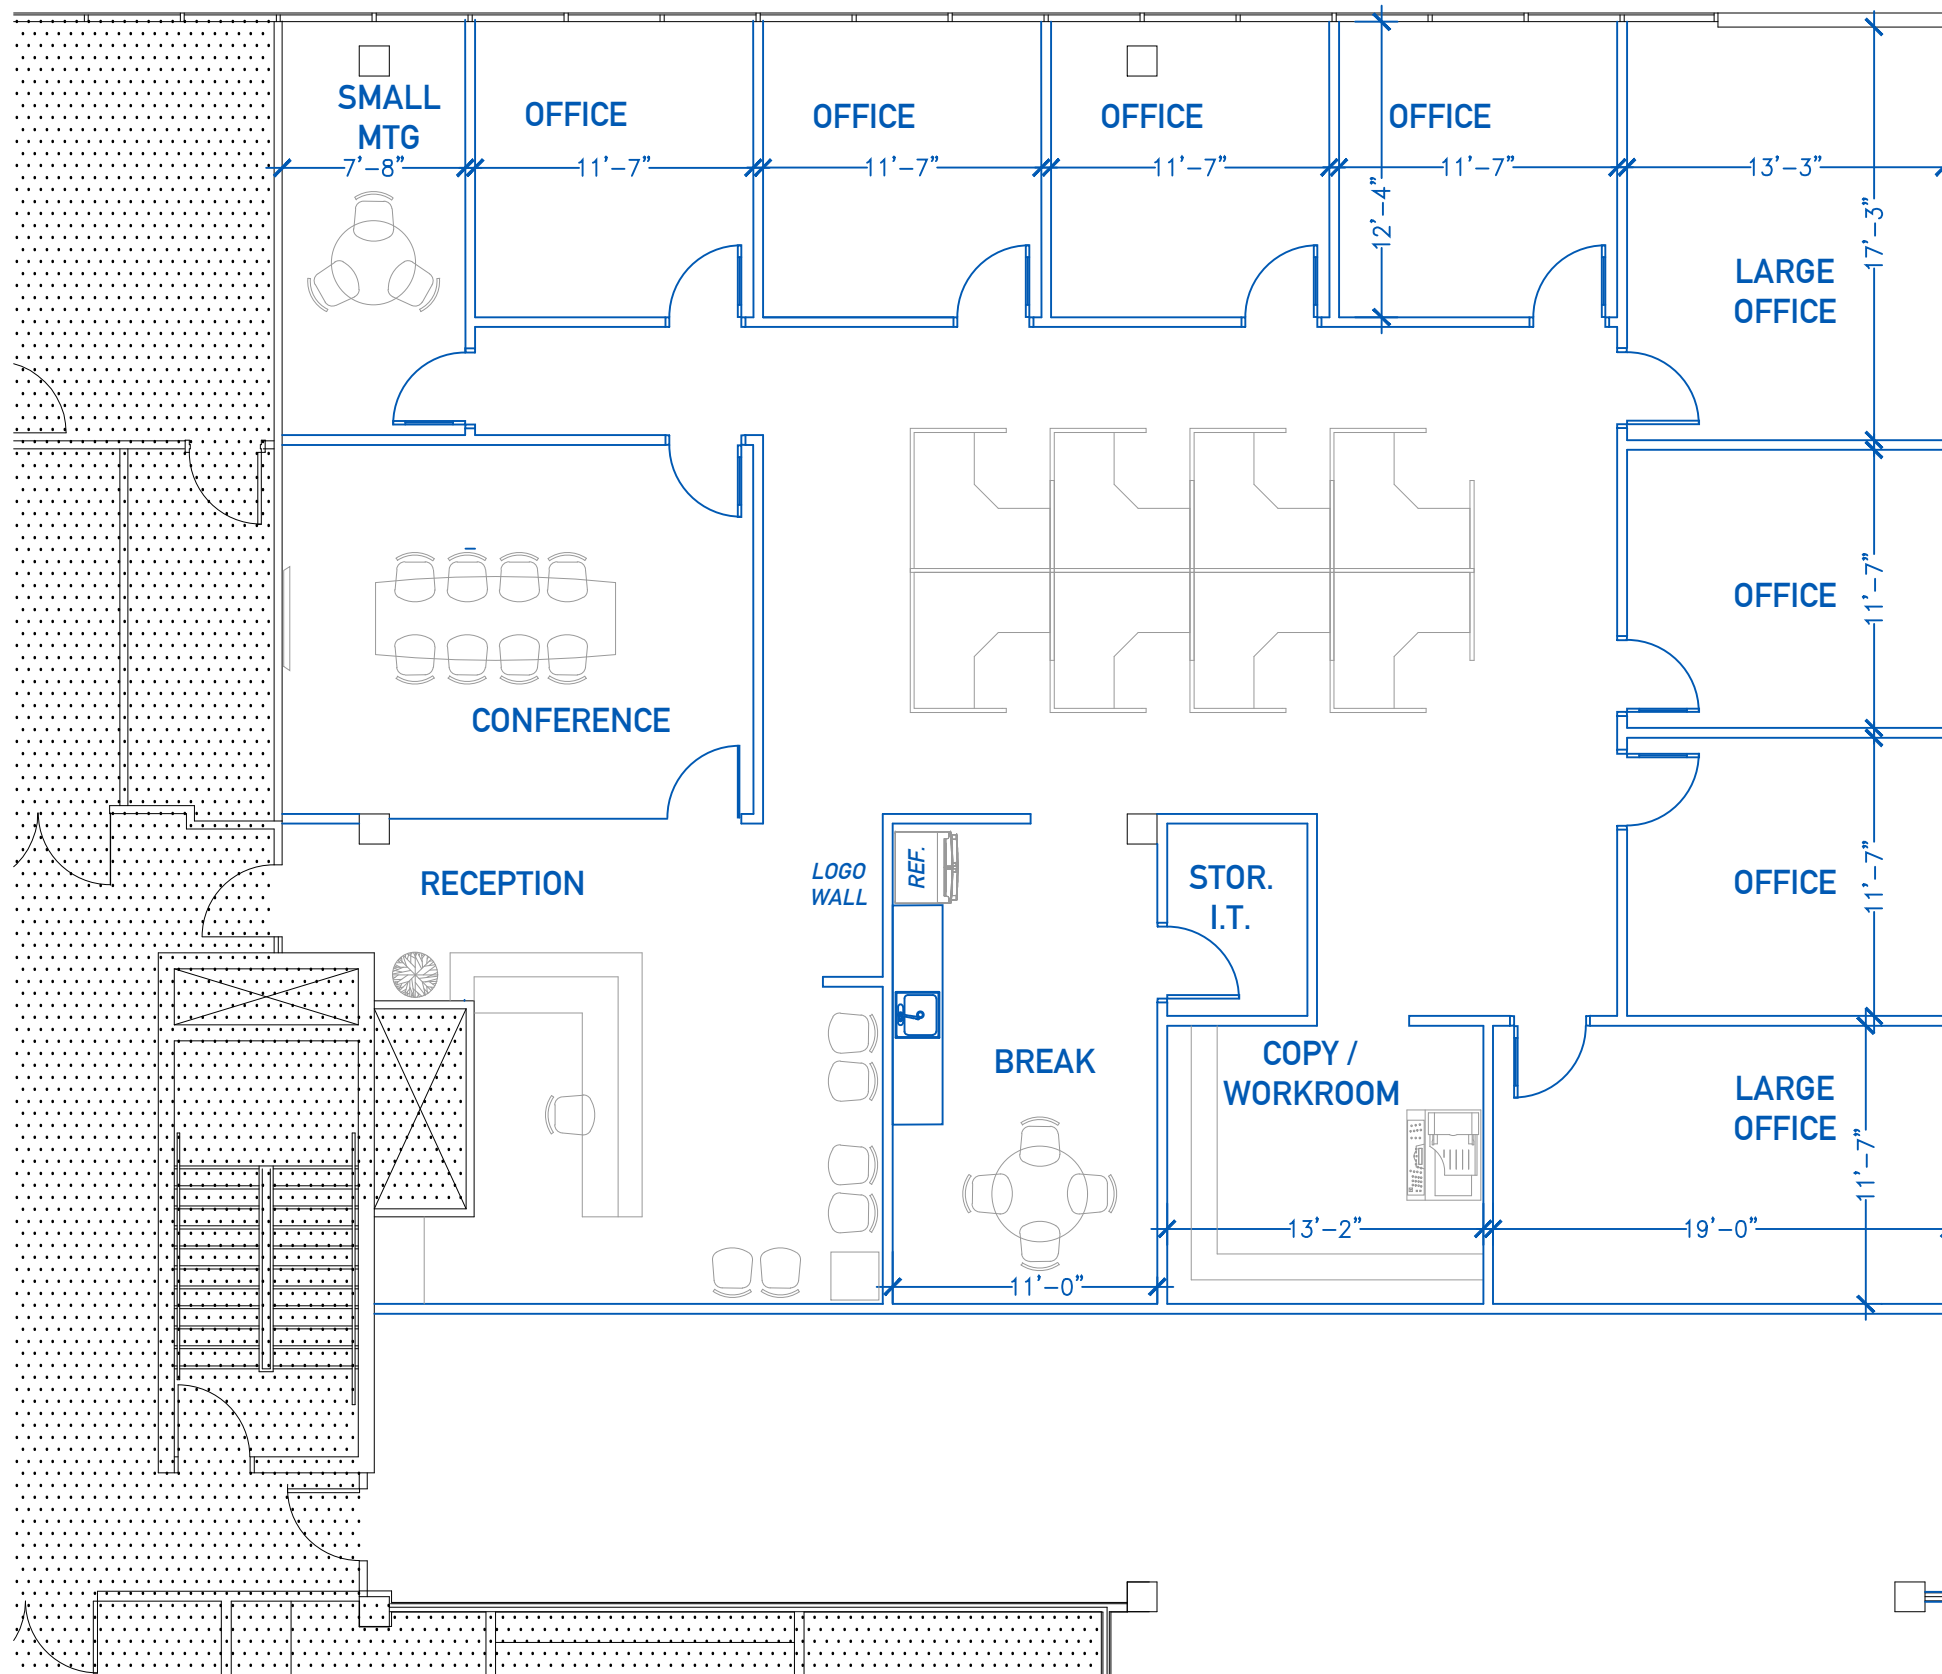 SMALL
MTG
OFFICE
OFFICE
OFFICE
OFFICE
7'-8"
11'-7"
11'-7"
11'-7"
11'-7"
13'-3"
12'-4"
17'-3"
LARGE
OFFICE
11'-7"
OFFICE
CONFERENCE
11'-7"
OFFICE
RECEPTION
LOGO
WALL
REF.
STOR.
I.T.
BREAK
COPY /
WORKROOM
LARGE
OFFICE
11'-7"
11'-0"
13'-2"
19'-0"